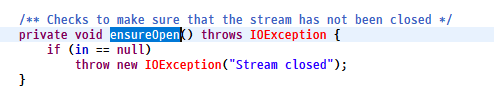 /** Checks to make sure that the stream has not been closed */
private void ensureOpen() throws IOException {
    if (in == null)
        throw new IOException("Stream closed");
}